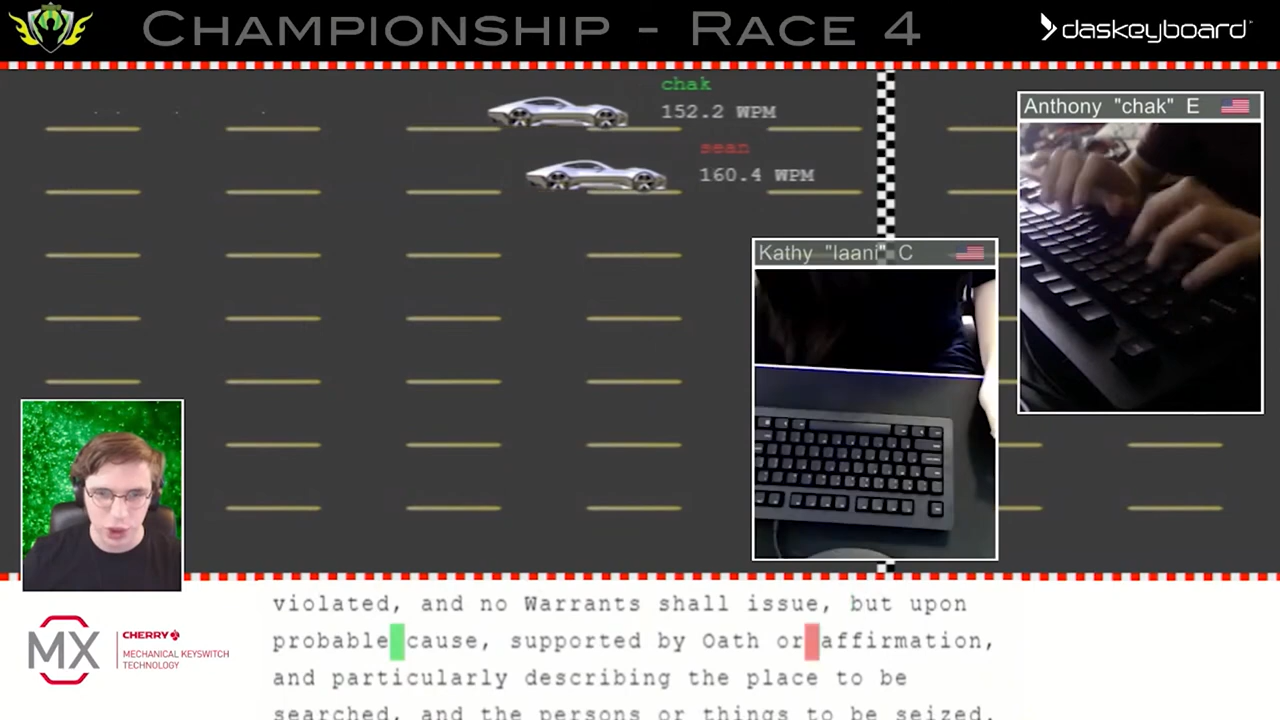 CHAMPIONSHIP - RACE 4
daskeyboard
chak
152.2 WPM
sean
160.4 WPM
Anthony "chak" E
Kathy "laani" C
MX
CHERRY
MECHANICAL KEYSWITCH
TECHNOLOGY
violated, and no Warrants shall issue, but upon
probable cause, supported by Oath or affirmation,
and particularly describing the place to be
searched, and the persons or things to be seized.